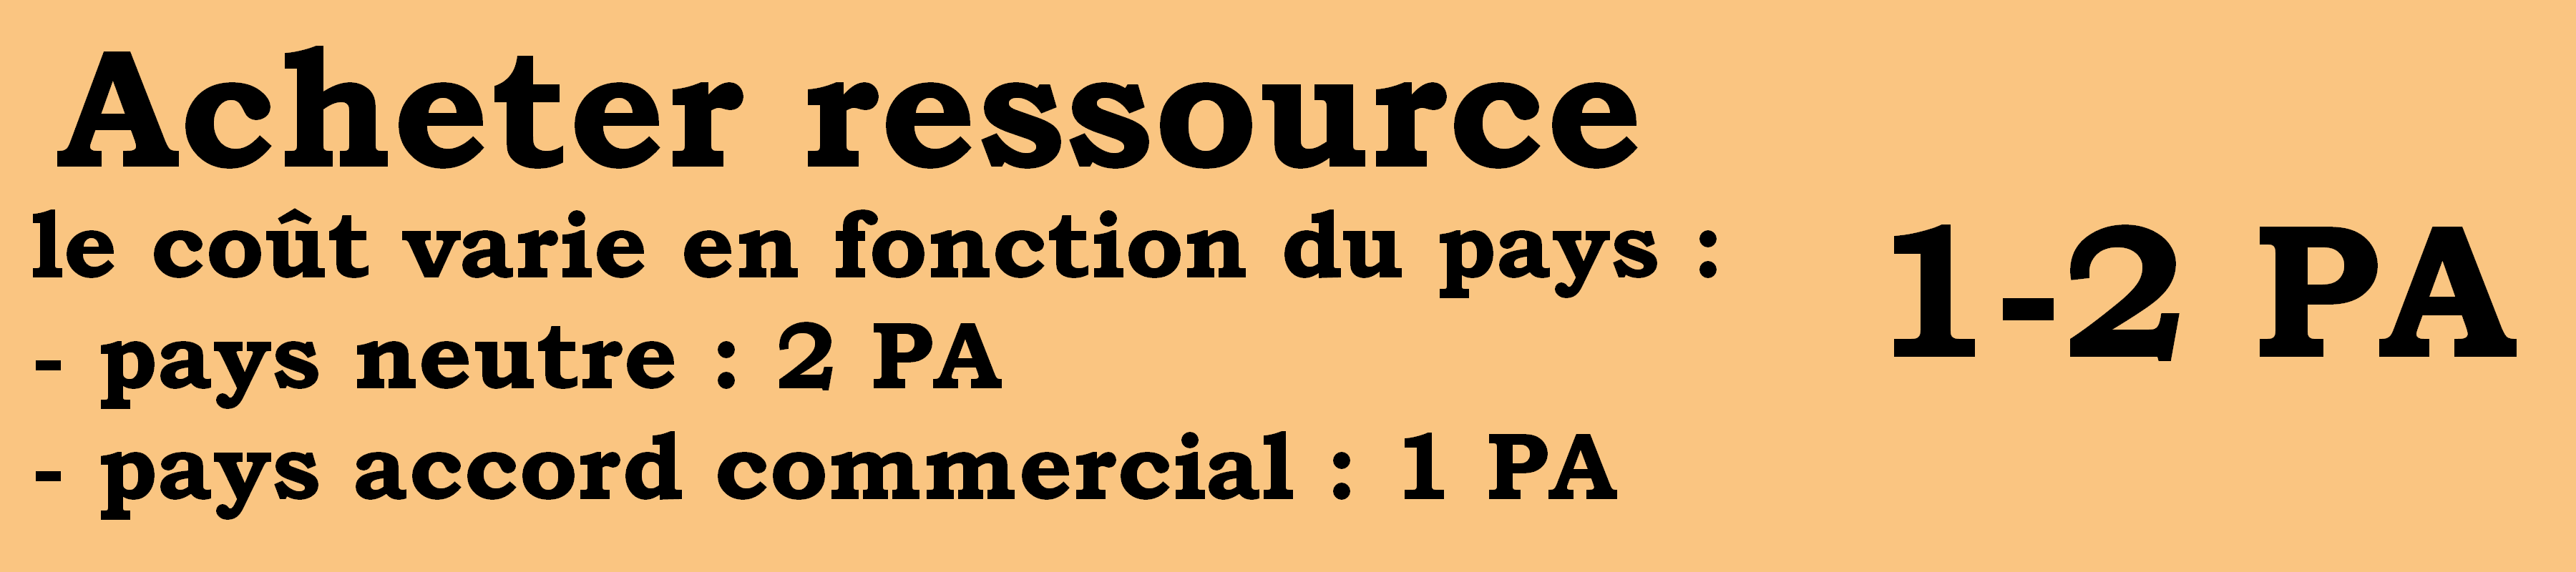 Acheter ressource
le coût varie en fonction du pays :
- pays neutre : 2 PA
- pays accord commercial : 1 PA
1-2 PA